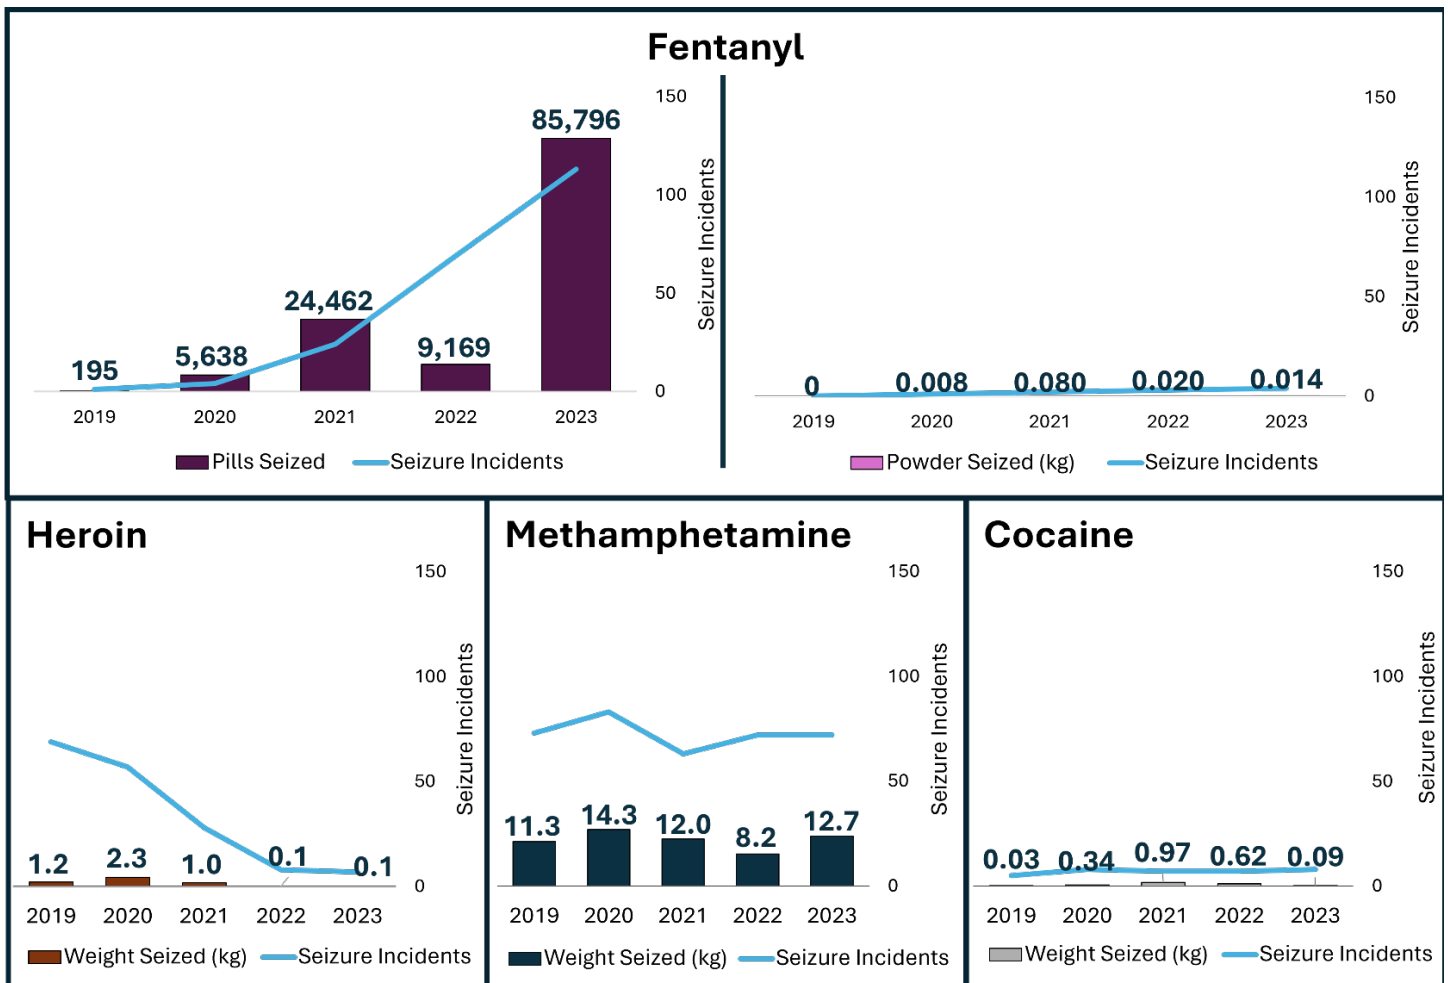 Fentanyl
150
100
50
0
Seizure Incidents
195
5,638
24,462
9,169
85,796
2019 2020 2021 2022 2023
Pills Seized Seizure Incidents
150
100
50
0
Seizure Incidents
0
0.008
0.080
0.020
0.014
2019 2020 2021 2022 2023
Powder Seized (kg) Seizure Incidents
Heroin
150
100
50
0
Seizure Incidents
1.2
2.3
1.0
0.1
0.1
2019 2020 2021 2022 2023
Weight Seized (kg) Seizure Incidents
Methamphetamine
150
100
50
0
Seizure Incidents
11.3
14.3
12.0
8.2
12.7
2019 2020 2021 2022 2023
Weight Seized (kg) Seizure Incidents
Cocaine
150
100
50
0
Seizure Incidents
0.03
0.34
0.97
0.62
0.09
2019 2020 2021 2022 2023
Weight Seized (kg) Seizure Incidents